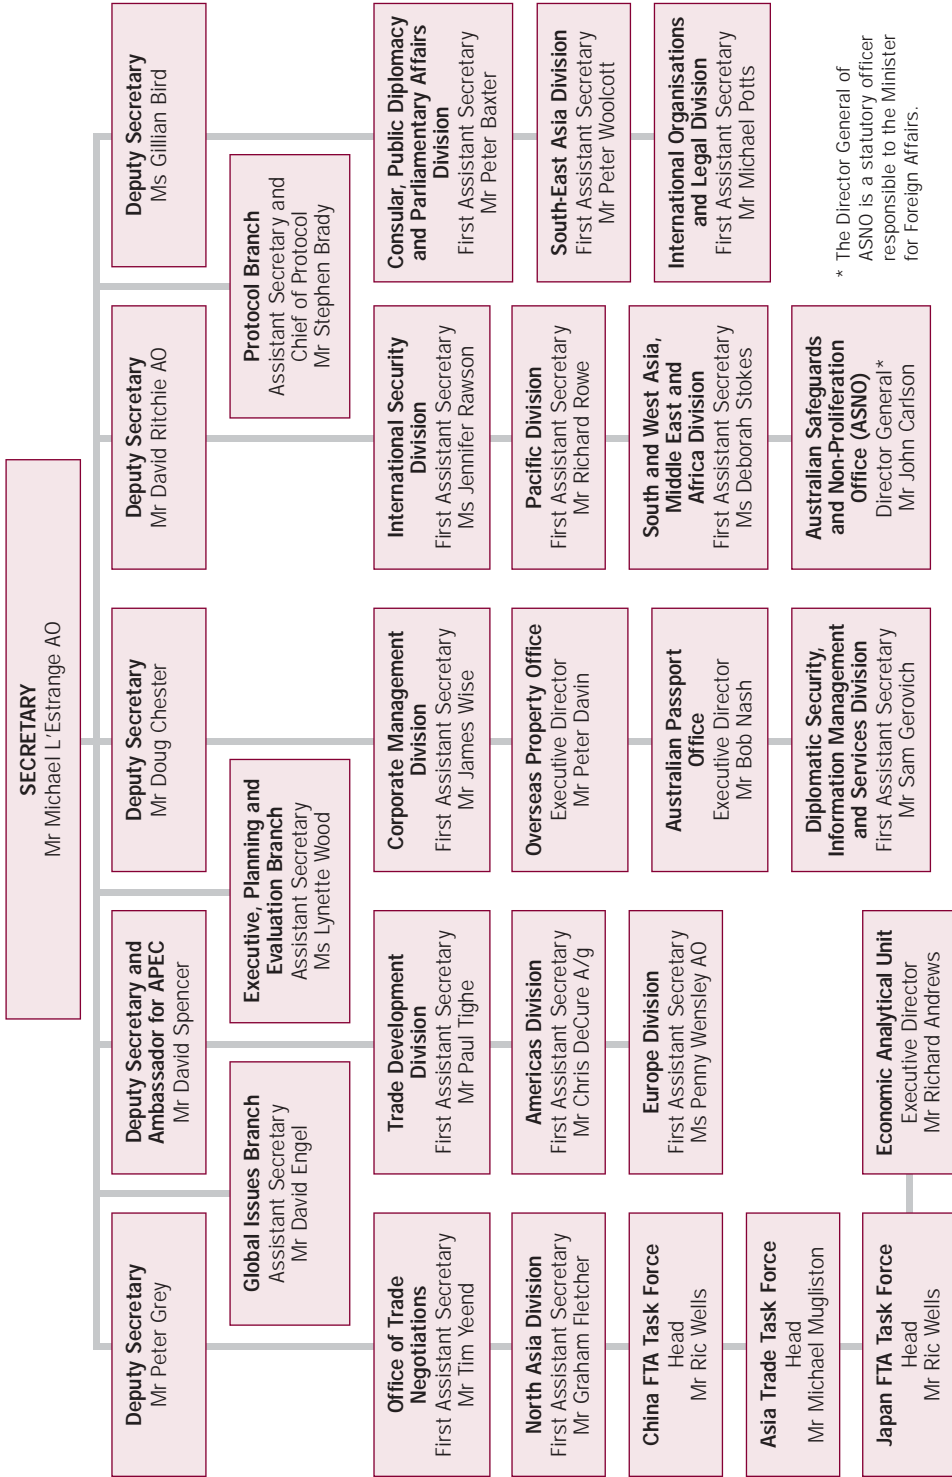 SECRETARY
Mr Michael L'Estrange AO
Deputy Secretary
Mr Peter Grey
Deputy Secretary and
Ambassador for APEC
Mr David Spencer
Deputy Secretary
Mr Doug Chester
Deputy Secretary
Mr David Ritchie AO
Deputy Secretary
Ms Gillian Bird
Global Issues Branch
Assistant Secretary
Mr David Engel
Executive, Planning and
Evaluation Branch
Assistant Secretary
Ms Lynette Wood
Protocol Branch
Assistant Secretary and
Chief of Protocol
Mr Stephen Brady
Office of Trade
Negotiations
First Assistant Secretary
Mr Tim Yeend
North Asia Division
First Assistant Secretary
Mr Graham Fletcher
China FTA Task Force
Head
Mr Ric Wells
Asia Trade Task Force
Head
Mr Michael Mugliston
Japan FTA Task Force
Head
Mr Ric Wells
Economic Analytical Unit
Executive Director
Mr Richard Andrews
Trade Development
Division
First Assistant Secretary
Mr Paul Tighe
Americas Division
First Assistant Secretary
Mr Chris DeCure A/g
Europe Division
First Assistant Secretary
Ms Penny Wensley AO
Corporate Management
Division
First Assistant Secretary
Mr James Wise
Overseas Property Office
Executive Director
Mr Peter Davin
Australian Passport
Office
Executive Director
Mr Bob Nash
Diplomatic Security,
Information Management
and Services Division
First Assistant Secretary
Mr Sam Gerovich
International Security
Division
First Assistant Secretary
Ms Jennifer Rawson
Pacific Division
First Assistant Secretary
Mr Richard Rowe
South and West Asia,
Middle East and
Africa Division
First Assistant Secretary
Ms Deborah Stokes
Australian Safeguards
and Non-Proliferation
Office (ASNO)
Director General*
Mr John Carlson
Consular, Public Diplomacy
and Parliamentary Affairs
Division
First Assistant Secretary
Mr Peter Baxter
South-East Asia Division
First Assistant Secretary
Mr Peter Woolcott
International Organisations
and Legal Division
First Assistant Secretary
Mr Michael Potts
* The Director General of
ASNO is a statutory officer
responsible to the Minister
for Foreign Affairs.